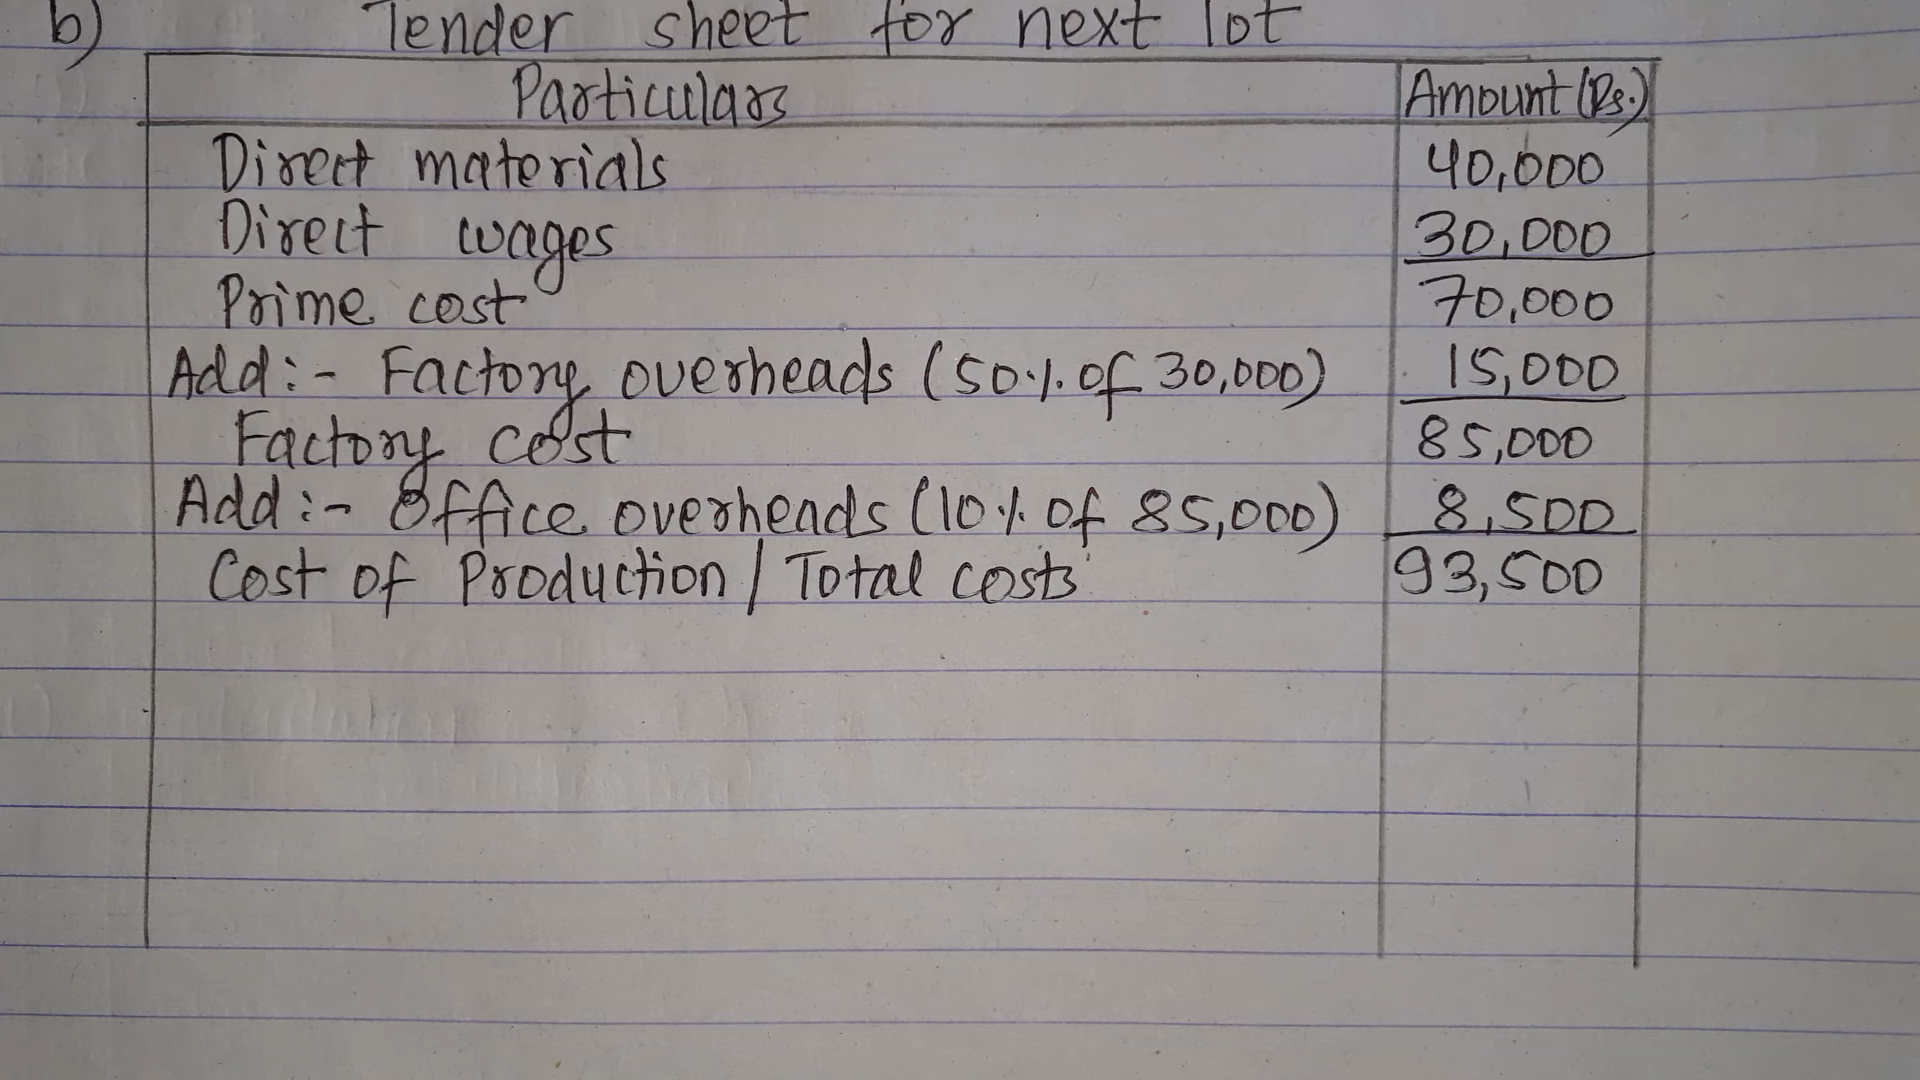 b) Tender sheet for next lot
Particulars Amount (Rs.)
Direct materials 40,000
Direct wages 30,000
Prime cost 70,000
Add:- Factory overheads (50% of 30,000) 15,000
Factory cost 85,000
Add:- Office overheads (10% of 85,000) 8,500
Cost of Production / Total costs 93,500